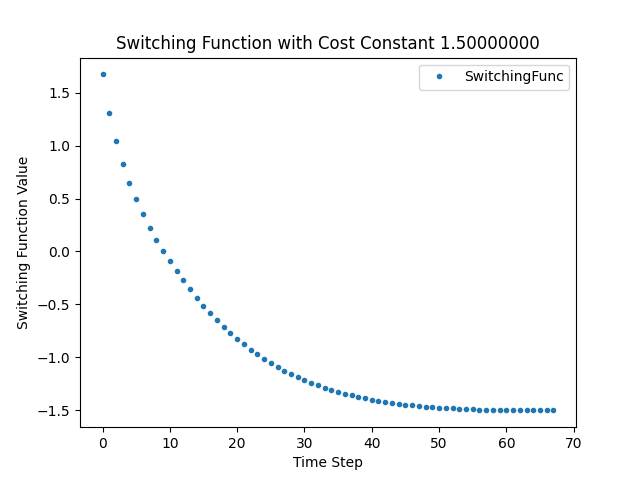 Switching Function with Cost Constant 1.50000000
SwitchingFunc
Switching Function Value
1.5
1.0
0.5
0.0
−0.5
−1.0
−1.5
0 10 20 30 40 50 60 70
Time Step